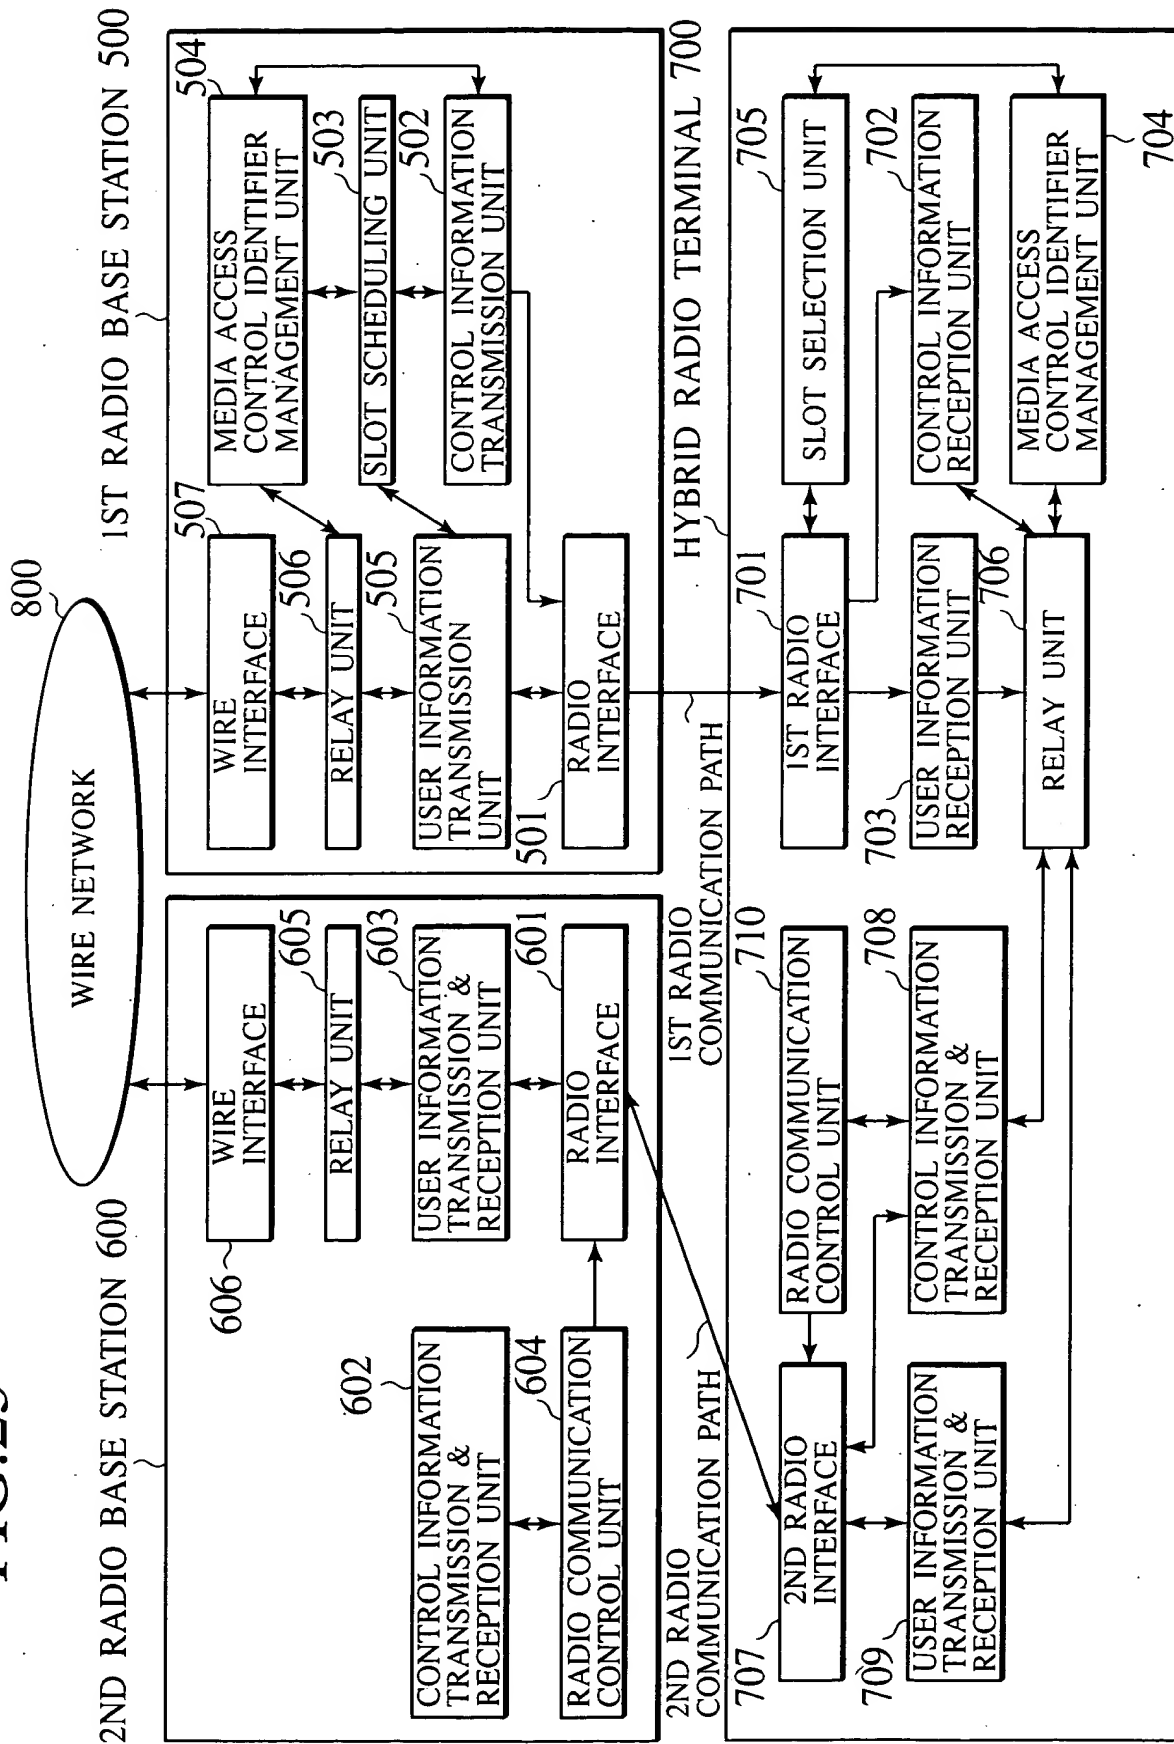 WIRE NETWORK
800
2ND RADIO BASE STATION 600
WIRE
INTERFACE
606
RELAY UNIT
605
USER INFORMATION
TRANSMISSION &
RECEPTION UNIT
603
RADIO
INTERFACE
601
CONTROL INFORMATION
TRANSMISSION &
RECEPTION UNIT
602
RADIO COMMUNICATION
CONTROL UNIT
604
1ST RADIO BASE STATION 500
WIRE
INTERFACE
507
RELAY UNIT
506
USER INFORMATION
TRANSMISSION
UNIT
505
RADIO
INTERFACE
501
MEDIA ACCESS
CONTROL IDENTIFIER
MANAGEMENT UNIT
504
SLOT SCHEDULING UNIT
503
CONTROL INFORMATION
TRANSMISSION UNIT
502
2ND RADIO
COMMUNICATION PATH
1ST RADIO
COMMUNICATION PATH
HYBRID RADIO TERMINAL 700
2ND RADIO
INTERFACE
707
USER INFORMATION
TRANSMISSION &
RECEPTION UNIT
709
RADIO COMMUNICATION
CONTROL UNIT
710
CONTROL INFORMATION
TRANSMISSION &
RECEPTION UNIT
708
1ST RADIO
INTERFACE
701
USER INFORMATION
RECEPTION UNIT
703
RELAY UNIT
706
SLOT SELECTION UNIT
705
CONTROL INFORMATION
RECEPTION UNIT
702
MEDIA ACCESS
CONTROL IDENTIFIER
MANAGEMENT UNIT
704